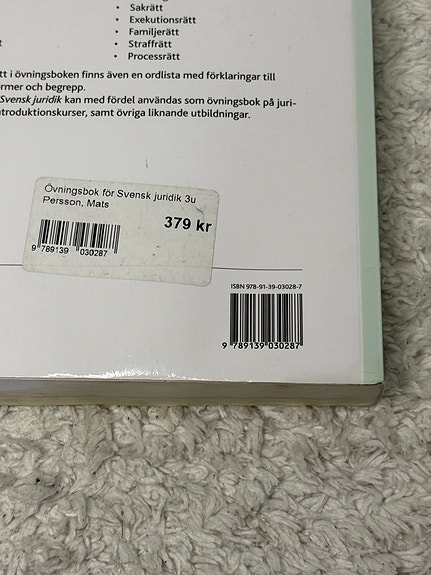 • Sakrätt
• Exekutionsrätt
• Familjerätt
• Straffrätt
• Processrätt
tt i övningsboken finns även en ordlista med förklaringar till
rmer och begrepp.
Svensk juridik kan med fördel användas som övningsbok på juri-
ntroduktionskurser, samt övriga liknande utbildningar.
Övningsbok för Svensk juridik 3u
Persson, Mats
379 kr
9 789139 030287
ISBN 978-91-39-03028-7
9 789139 030287